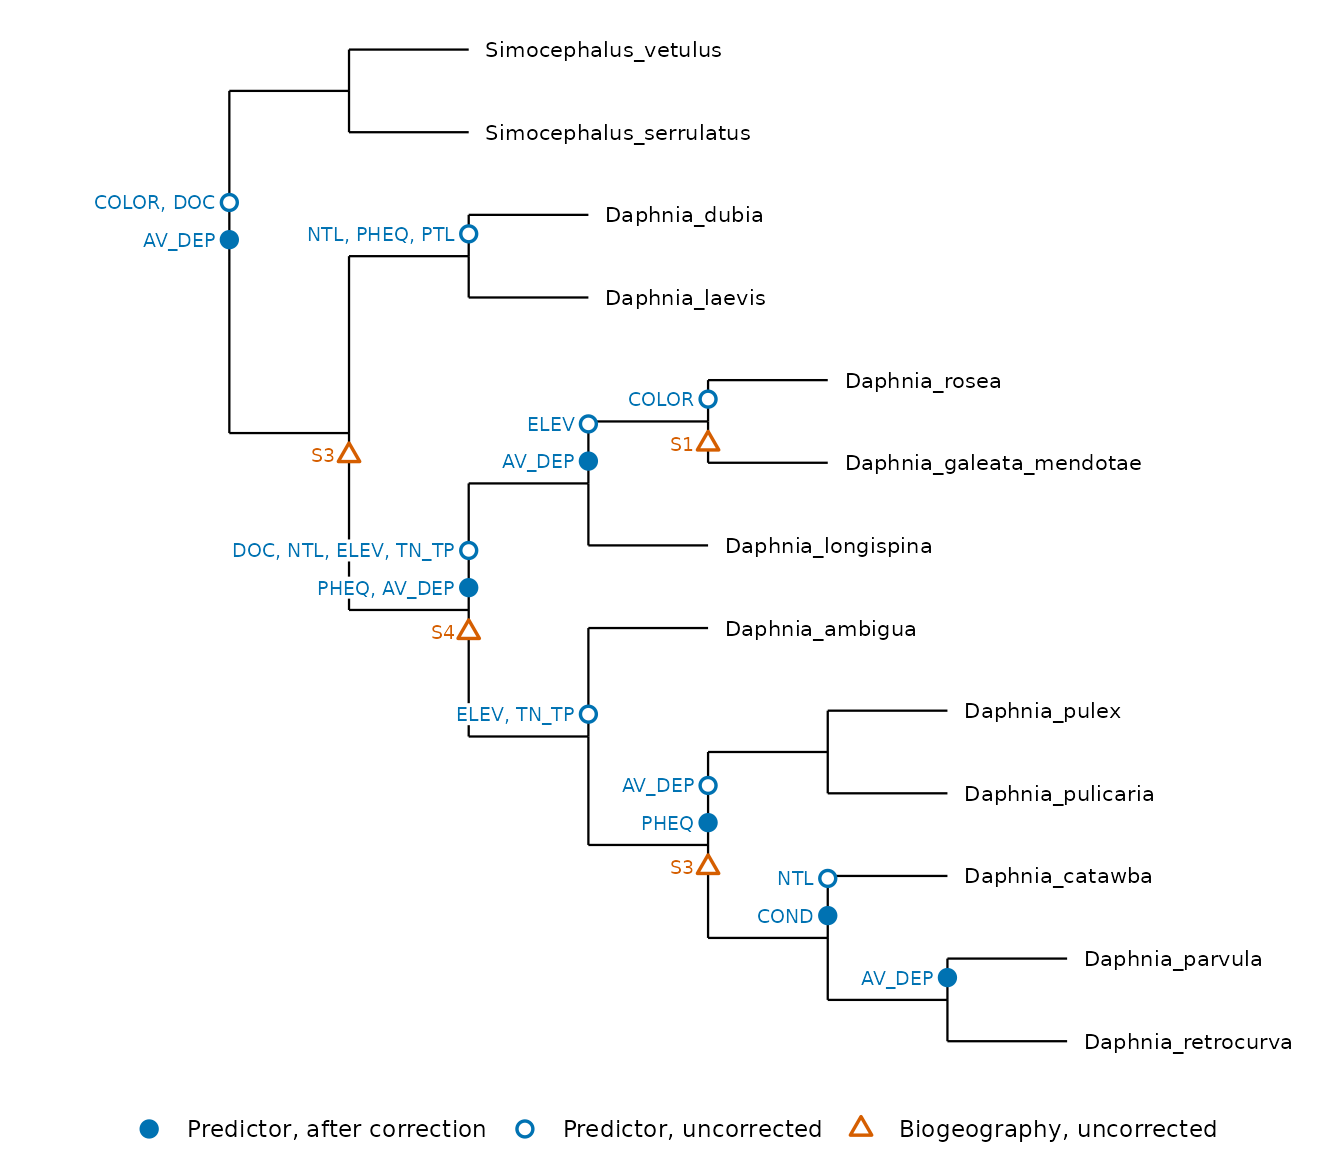 Simocephalus_vetulus
Simocephalus_serrulatus
COLOR, DOC
Daphnia_dubia
NTL, PHEQ, PTL
AV_DEP
Daphnia_laevis
Daphnia_rosea
COLOR
ELEV
S1
S3
AV_DEP
Daphnia_galeata_mendotae
Daphnia_longispina
DOC, NTL, ELEV, TN_TP
PHEQ, AV_DEP
S4
Daphnia_ambigua
Daphnia_pulex
ELEV, TN_TP
AV_DEP
Daphnia_pulicaria
PHEQ
S3
Daphnia_catawba
NTL
COND
Daphnia_parvula
AV_DEP
Daphnia_retrocurva
Predictor, after correction
Predictor, uncorrected
Biogeography, uncorrected